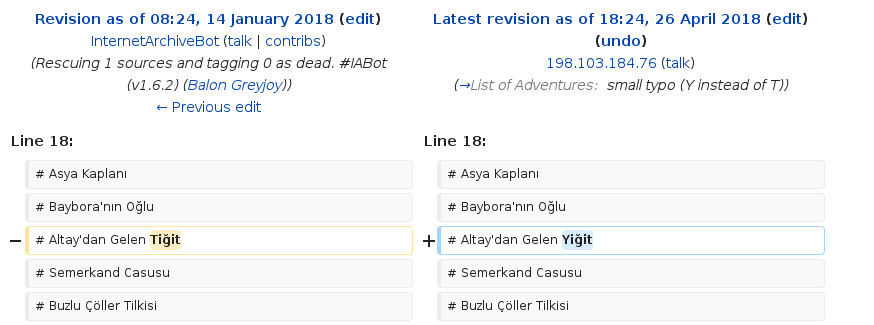 Revision as of 08:24, 14 January 2018 (edit)
InternetArchiveBot (talk | contribs)
(Rescuing 1 sources and tagging 0 as dead. #IABot
(v1.6.2) (Balon Greyjoy))
← Previous edit
Latest revision as of 18:24, 26 April 2018 (edit)
(undo)
198.103.184.76 (talk)
(→List of Adventures: small typo (Y instead of T))
Line 18:
Line 18:
# Asya Kaplanı
# Asya Kaplanı
# Baybora'nın Oğlu
# Baybora'nın Oğlu
− # Altay'dan Gelen Tiğit
+ # Altay'dan Gelen Yiğit
# Semerkand Casusu
# Semerkand Casusu
# Buzlu Çöller Tilkisi
# Buzlu Çöller Tilkisi